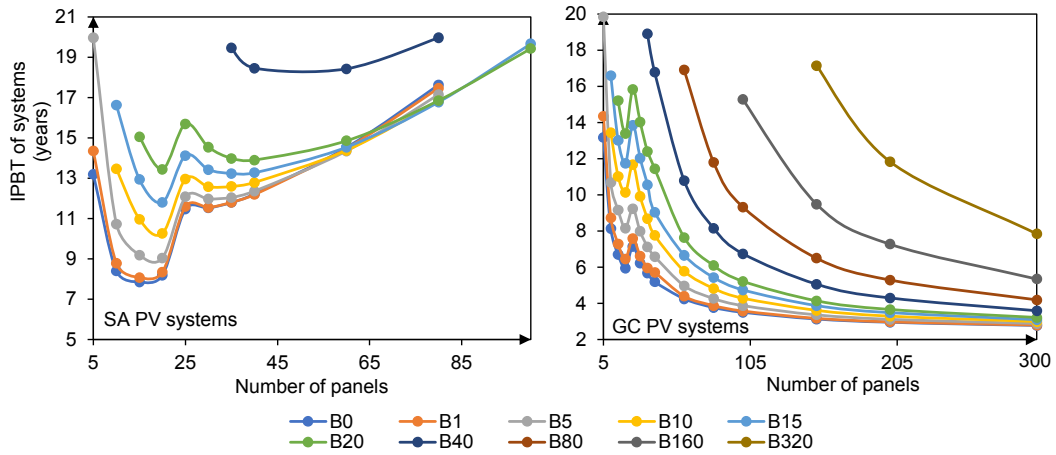 IPBT of systems
(years)
21
19
17
15
13
11
9
7
5
SA PV systems
5 25 45 65 85
Number of panels
20
18
16
14
12
10
8
6
4
2
GC PV systems
5 105 205 300
Number of panels
B0 B1 B5 B10 B15
B20 B40 B80 B160 B320